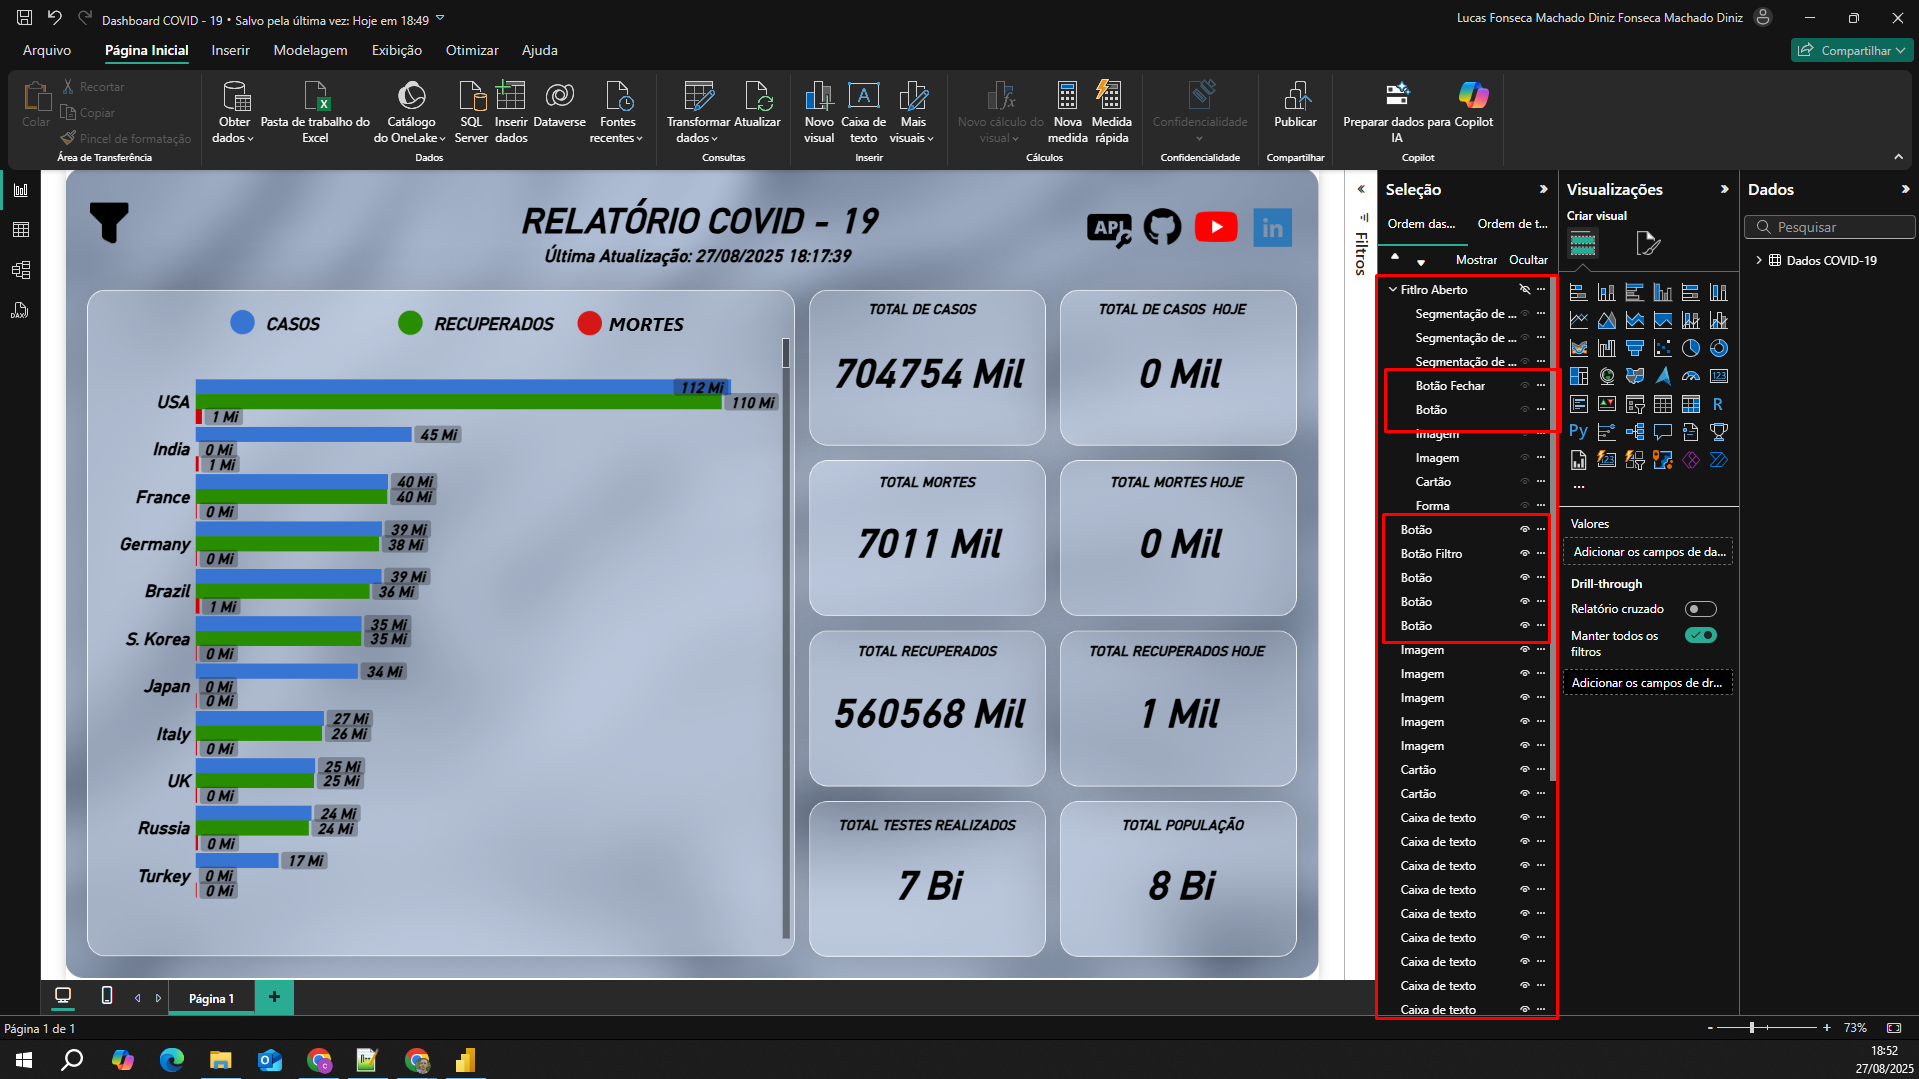 Dashboard COVID - 19 • Salvo pela última vez: Hoje em 18:49
Lucas Fonseca Machado Diniz Fonseca Machado Diniz
Arquivo
Página Inicial
Inserir
Modelagem
Exibição
Otimizar
Ajuda
Compartilhar
Colar
Recortar
Copiar
Pincel de formatação
Área de Transferência
Obter dados
Pasta de trabalho do Excel
Catálogo do OneLake
SQL Server
Inserir dados
Dataverse
Fontes recentes
Dados
Transformar dados
Atualizar
Consultas
Novo visual
Caixa de texto
Mais visuais
Inserir
Novo cálculo do visual
Nova medida
Medida rápida
Cálculos
Confidencialidade
Confidencialidade
Publicar
Compartilhar
Preparar dados para IA
Copilot
Copilot
RELATÓRIO COVID - 19
Última Atualização: 27/08/2025 18:17:39
API
in
CASOS
RECUPERADOS
MORTES
USA
112 Mi
110 Mi
1 Mi
India
45 Mi
0 Mi
1 Mi
France
40 Mi
40 Mi
0 Mi
Germany
39 Mi
38 Mi
0 Mi
Brazil
39 Mi
36 Mi
1 Mi
S. Korea
35 Mi
35 Mi
0 Mi
Japan
34 Mi
0 Mi
0 Mi
Italy
27 Mi
26 Mi
0 Mi
UK
25 Mi
25 Mi
0 Mi
Russia
24 Mi
24 Mi
0 Mi
Turkey
17 Mi
0 Mi
0 Mi
TOTAL DE CASOS
704754 Mil
TOTAL DE CASOS HOJE
0 Mil
TOTAL MORTES
7011 Mil
TOTAL MORTES HOJE
0 Mil
TOTAL RECUPERADOS
560568 Mil
TOTAL RECUPERADOS HOJE
1 Mil
TOTAL TESTES REALIZADOS
7 Bi
TOTAL POPULAÇÃO
8 Bi
Filtros
Seleção
Ordem das...
Ordem de t...
Mostrar
Ocultar
Fitlro Aberto
Segmentação de ...
Segmentação de ...
Segmentação de ...
Botão Fechar
Botão
Imagem
Imagem
Cartão
Forma
Botão
Botão Filtro
Botão
Botão
Botão
Imagem
Imagem
Imagem
Imagem
Imagem
Cartão
Cartão
Caixa de texto
Caixa de texto
Caixa de texto
Caixa de texto
Caixa de texto
Caixa de texto
Caixa de texto
Caixa de texto
Caixa de texto
Visualizações
Criar visual
123
R
Py
123
...
Valores
Adicionar os campos de da...
Drill-through
Relatório cruzado
Manter todos os filtros
Adicionar os campos de dr...
Dados
Pesquisar
Dados COVID-19
DAX
Página 1
+
Página 1 de 1
- + 73%
18:52
27/08/2025